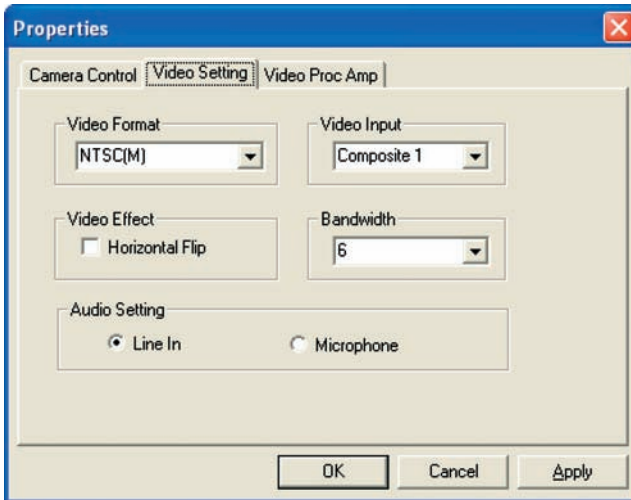 Properties
Camera Control Video Setting Video Proc Amp
Video Format
NTSC(M)
Video Input
Composite 1
Video Effect
Horizontal Flip
Bandwidth
6
Audio Setting
Line In Microphone
OK Cancel Apply